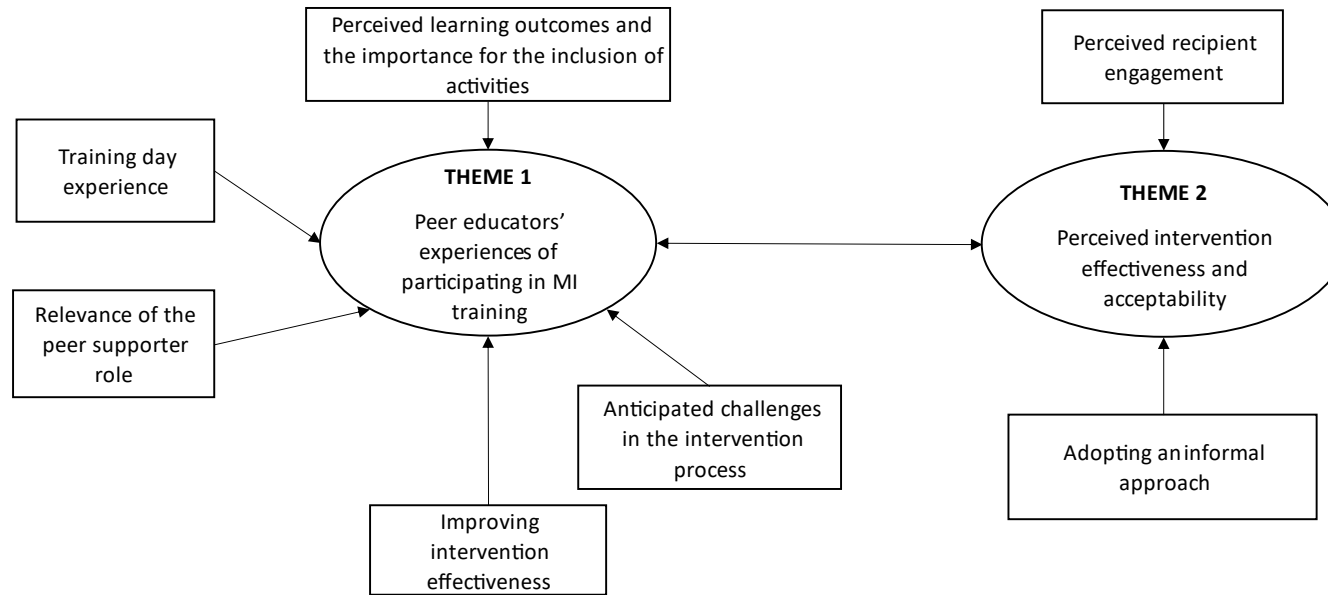 Perceived learning outcomes and
the importance for the inclusion of
activities
Perceived recipient
engagement
Training day
experience
THEME 1
Peer educators’
experiences of
participating in MI
training
THEME 2
Perceived intervention
effectiveness and
acceptability
Relevance of the
peer supporter
role
Anticipated challenges
in the intervention
process
Adopting an informal
approach
Improving
intervention
effectiveness